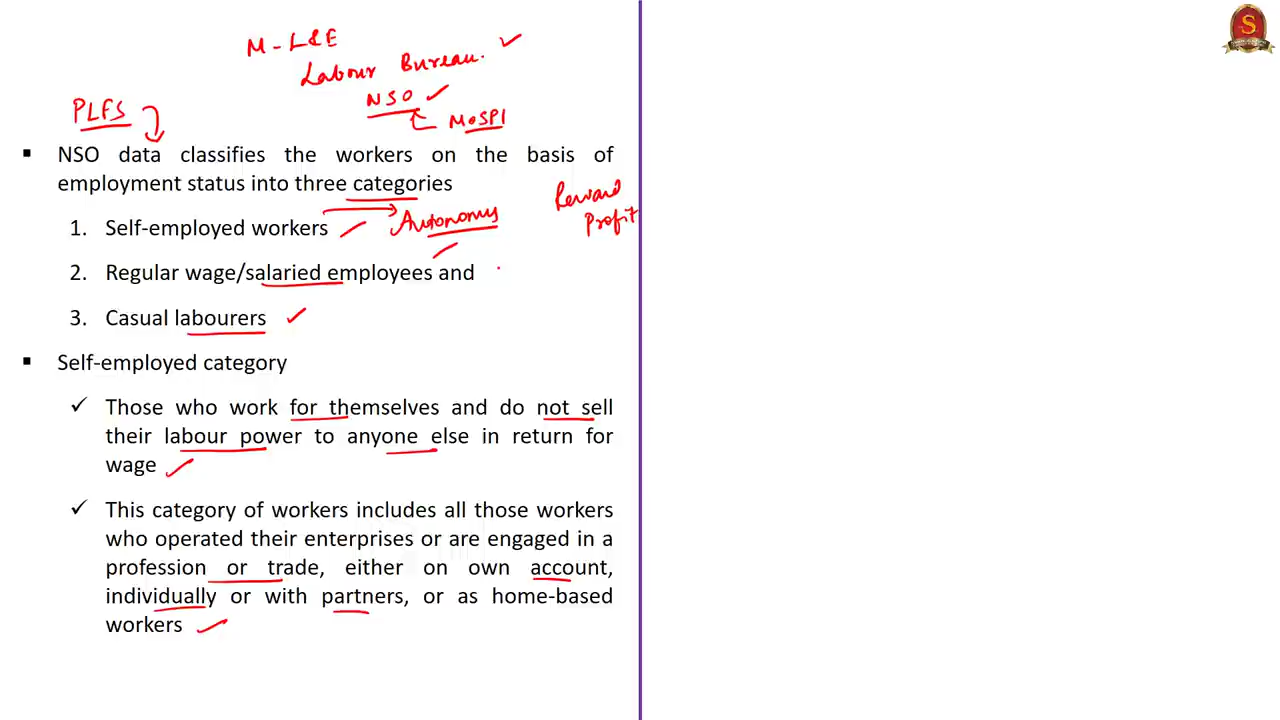 M - L&E
Labour Bureau.
NSO
MoSPI
PLFS
▪ NSO data classifies the workers on the basis of
employment status into three categories
Reward
Profit
1. Self-employed workers
Autonomus
2. Regular wage/salaried employees and
3. Casual labourers
▪ Self-employed category
✓ Those who work for themselves and do not sell
their labour power to anyone else in return for
wage
✓ This category of workers includes all those workers
who operated their enterprises or are engaged in a
profession or trade, either on own account,
individually or with partners, or as home-based
workers
S